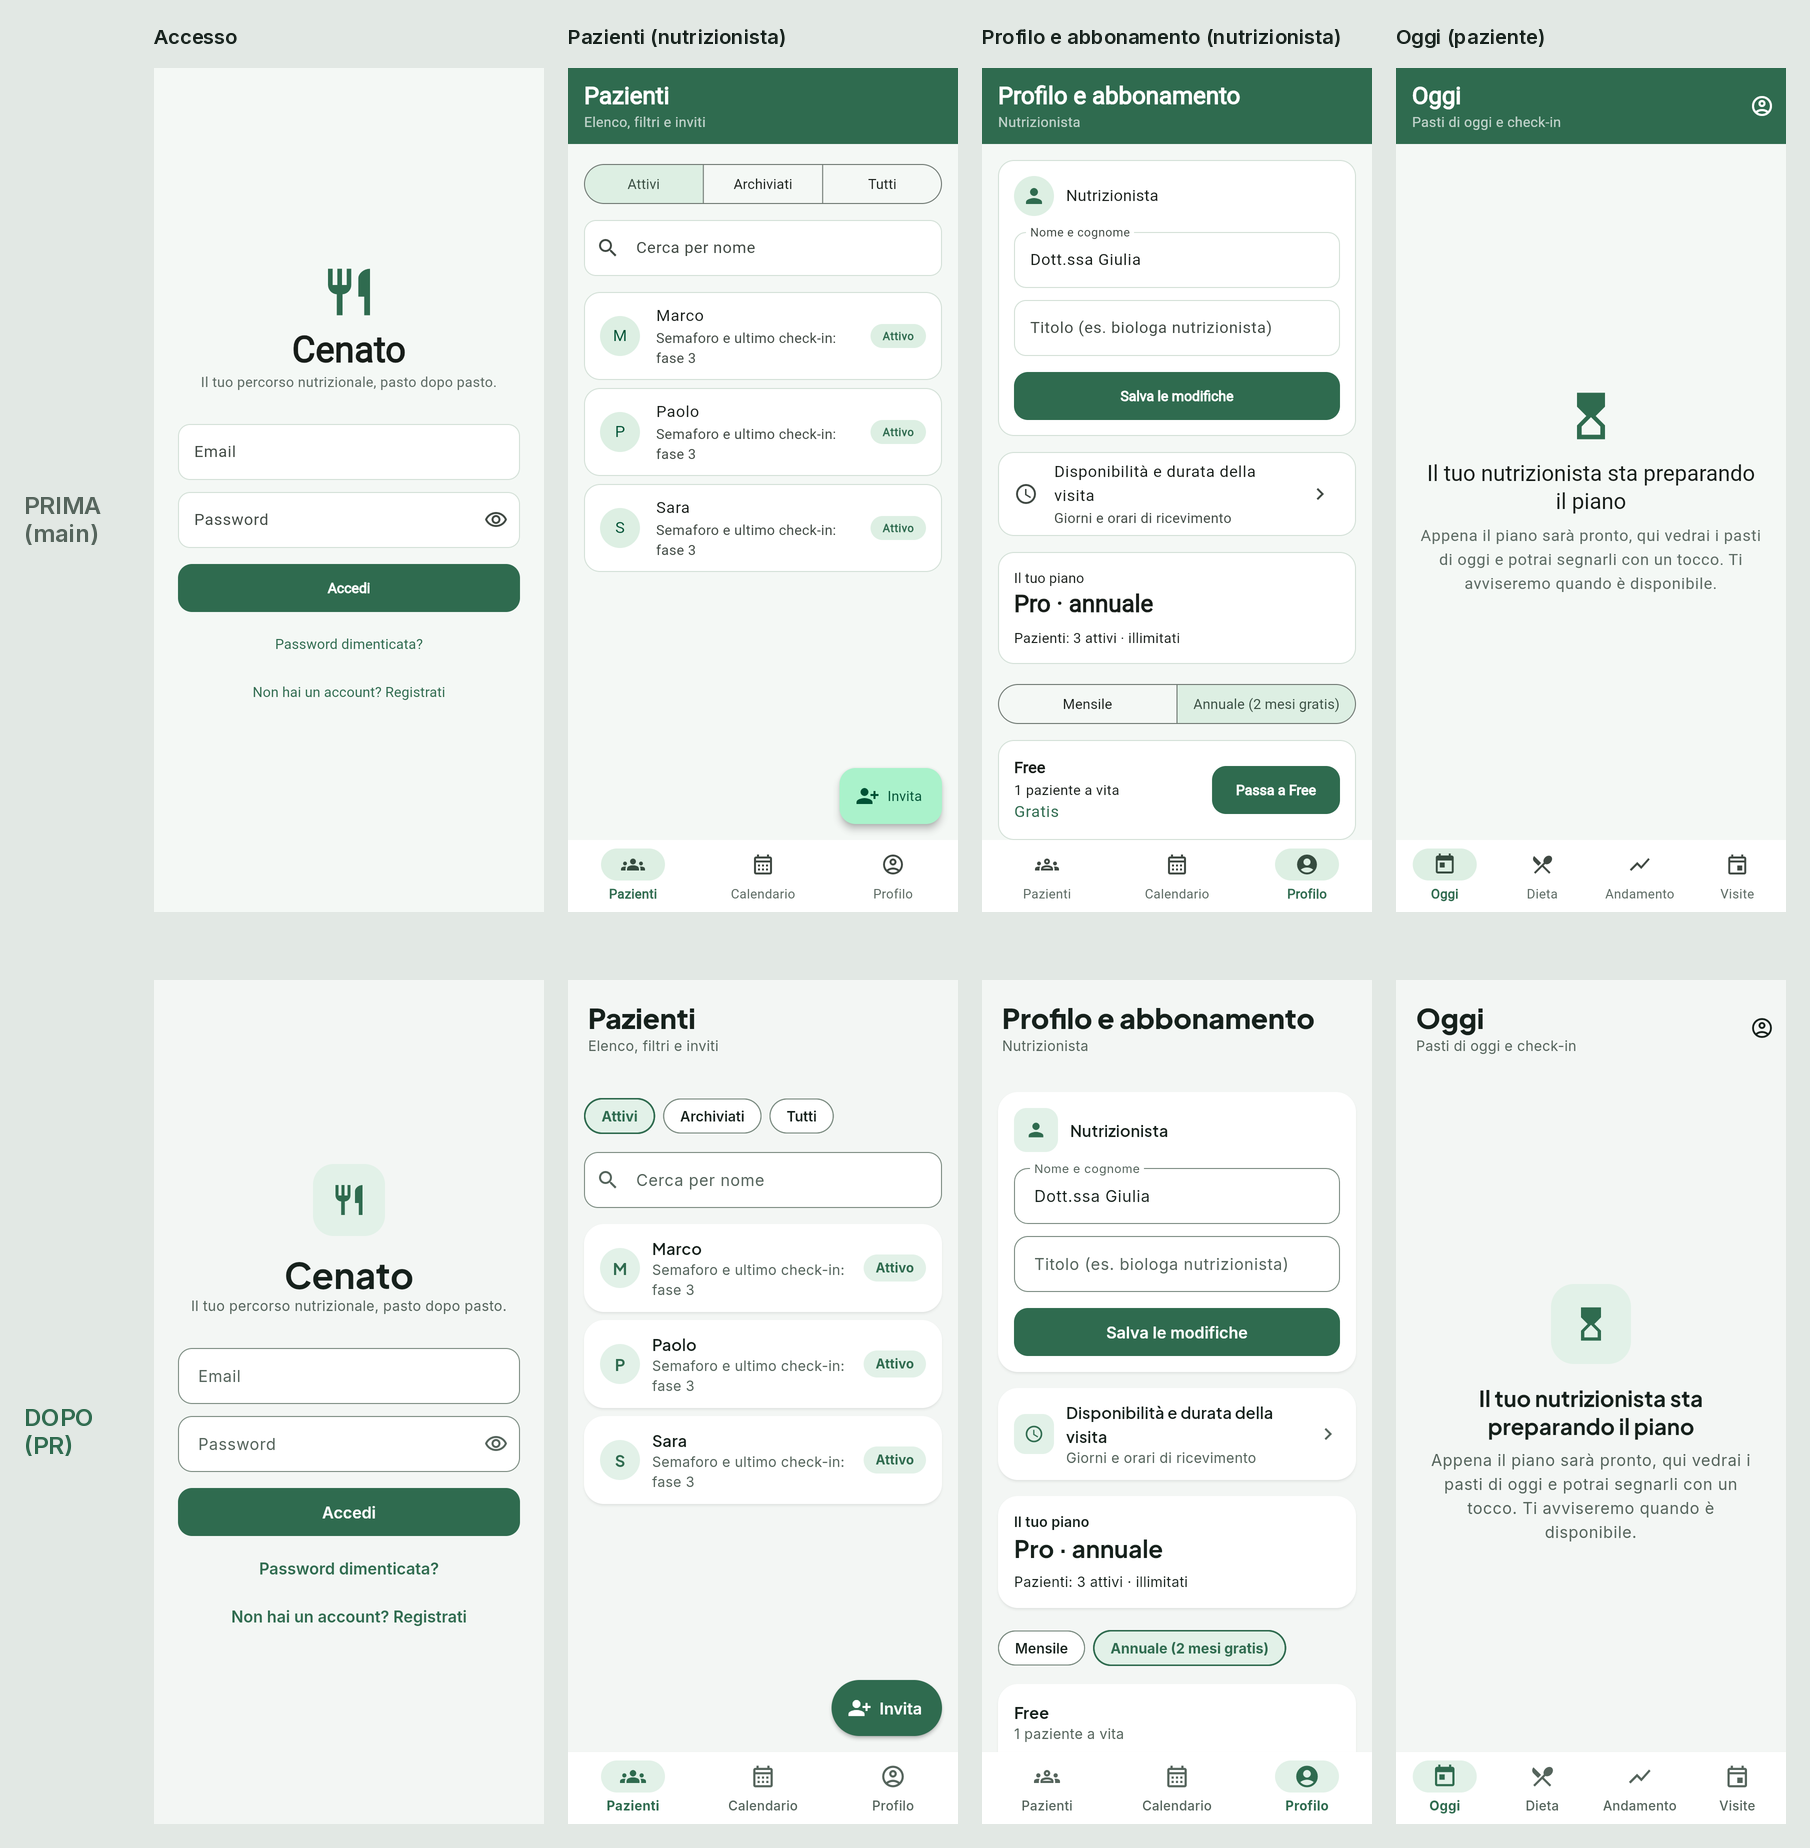 Accesso
Pazienti (nutrizionista)
Profilo e abbonamento (nutrizionista)
Oggi (paziente)
PRIMA
(main)
Cenato
Il tuo percorso nutrizionale, pasto dopo pasto.
Email
Password
Accedi
Password dimenticata?
Non hai un account? Registrati
Pazienti
Elenco, filtri e inviti
Attivi
Archiviati
Tutti
Cerca per nome
M
Marco
Semaforo e ultimo check-in:
fase 3
Attivo
P
Paolo
Semaforo e ultimo check-in:
fase 3
Attivo
S
Sara
Semaforo e ultimo check-in:
fase 3
Attivo
Invita
Pazienti
Calendario
Profilo
Profilo e abbonamento
Nutrizionista
Nutrizionista
Nome e cognome
Dott.ssa Giulia
Titolo (es. biologa nutrizionista)
Salva le modifiche
Disponibilità e durata della
visita
Giorni e orari di ricevimento
Il tuo piano
Pro · annuale
Pazienti: 3 attivi · illimitati
Mensile
Annuale (2 mesi gratis)
Free
1 paziente a vita
Gratis
Passa a Free
Pazienti
Calendario
Profilo
Oggi
Pasti di oggi e check-in
Il tuo nutrizionista sta preparando
il piano
Appena il piano sarà pronto, qui vedrai i pasti
di oggi e potrai segnarli con un tocco. Ti
avviseremo quando è disponibile.
Oggi
Dieta
Andamento
Visite
DOPO
(PR)
Cenato
Il tuo percorso nutrizionale, pasto dopo pasto.
Email
Password
Accedi
Password dimenticata?
Non hai un account? Registrati
Pazienti
Elenco, filtri e inviti
Attivi
Archiviati
Tutti
Cerca per nome
M
Marco
Semaforo e ultimo check-in:
fase 3
Attivo
P
Paolo
Semaforo e ultimo check-in:
fase 3
Attivo
S
Sara
Semaforo e ultimo check-in:
fase 3
Attivo
Invita
Pazienti
Calendario
Profilo
Profilo e abbonamento
Nutrizionista
Nutrizionista
Nome e cognome
Dott.ssa Giulia
Titolo (es. biologa nutrizionista)
Salva le modifiche
Disponibilità e durata della
visita
Giorni e orari di ricevimento
Il tuo piano
Pro · annuale
Pazienti: 3 attivi · illimitati
Mensile
Annuale (2 mesi gratis)
Free
1 paziente a vita
Pazienti
Calendario
Profilo
Oggi
Pasti di oggi e check-in
Il tuo nutrizionista sta
preparando il piano
Appena il piano sarà pronto, qui vedrai i
pasti di oggi e potrai segnarli con un
tocco. Ti avviseremo quando è
disponibile.
Oggi
Dieta
Andamento
Visite